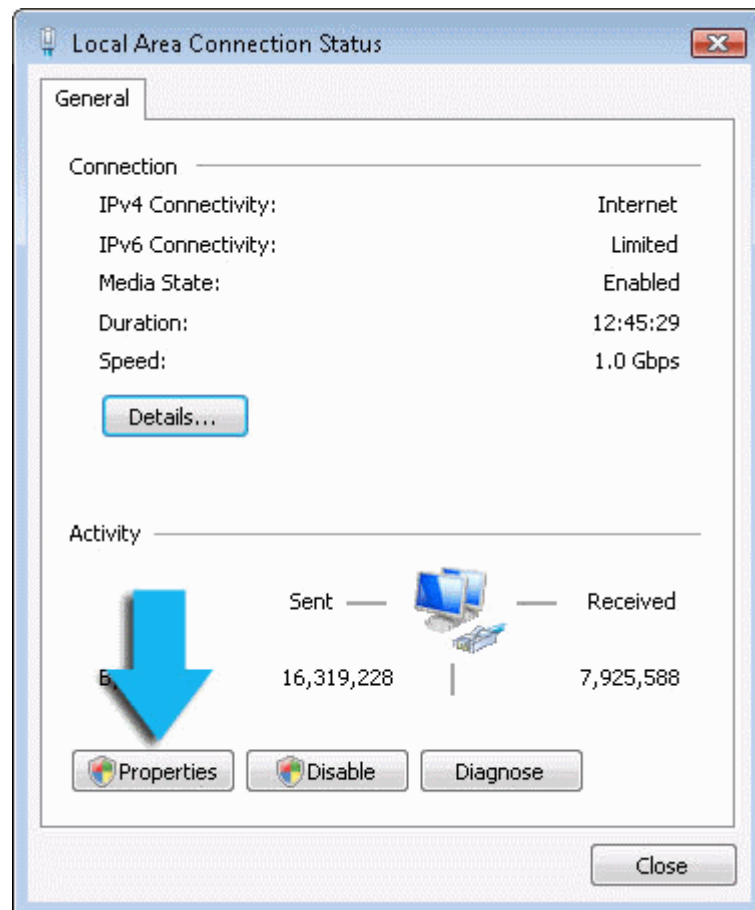 Local Area Connection Status
General
Connection
IPv4 Connectivity: Internet
IPv6 Connectivity: Limited
Media State: Enabled
Duration: 12:45:29
Speed: 1.0 Gbps
Details...
Activity
Sent Received
16,319,228 7,925,588
Properties Disable Diagnose
Close